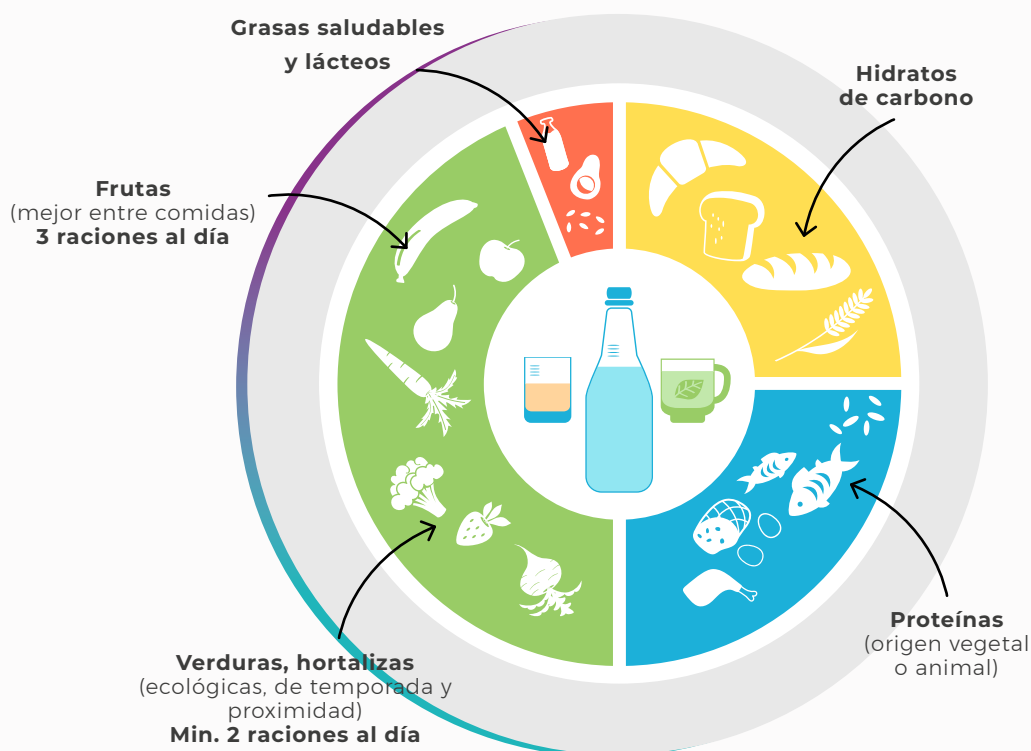 Grasas saludables
y lácteos
Hidratos
de carbono
Frutas
(mejor entre comidas)
3 raciones al día
Proteínas
(origen vegetal
o animal)
Verduras, hortalizas
(ecológicas, de temporada y
proximidad)
Min. 2 raciones al día